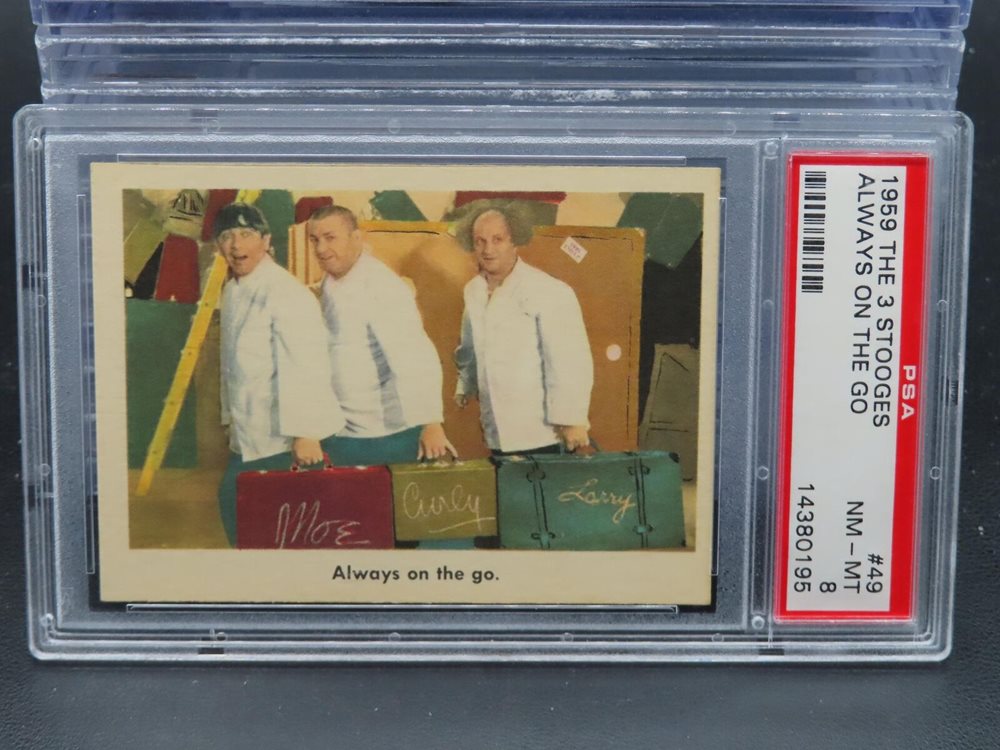 Moe
Curly
Larry
Always on the go.
1959 THE 3 STOOGES #49
ALWAYS ON THE GO NM-MT 8
PSA 14380195